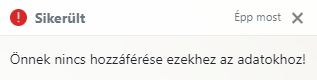 Sikerült Épp most
Önnek nincs hozzáférése ezekhez az adatokhoz!